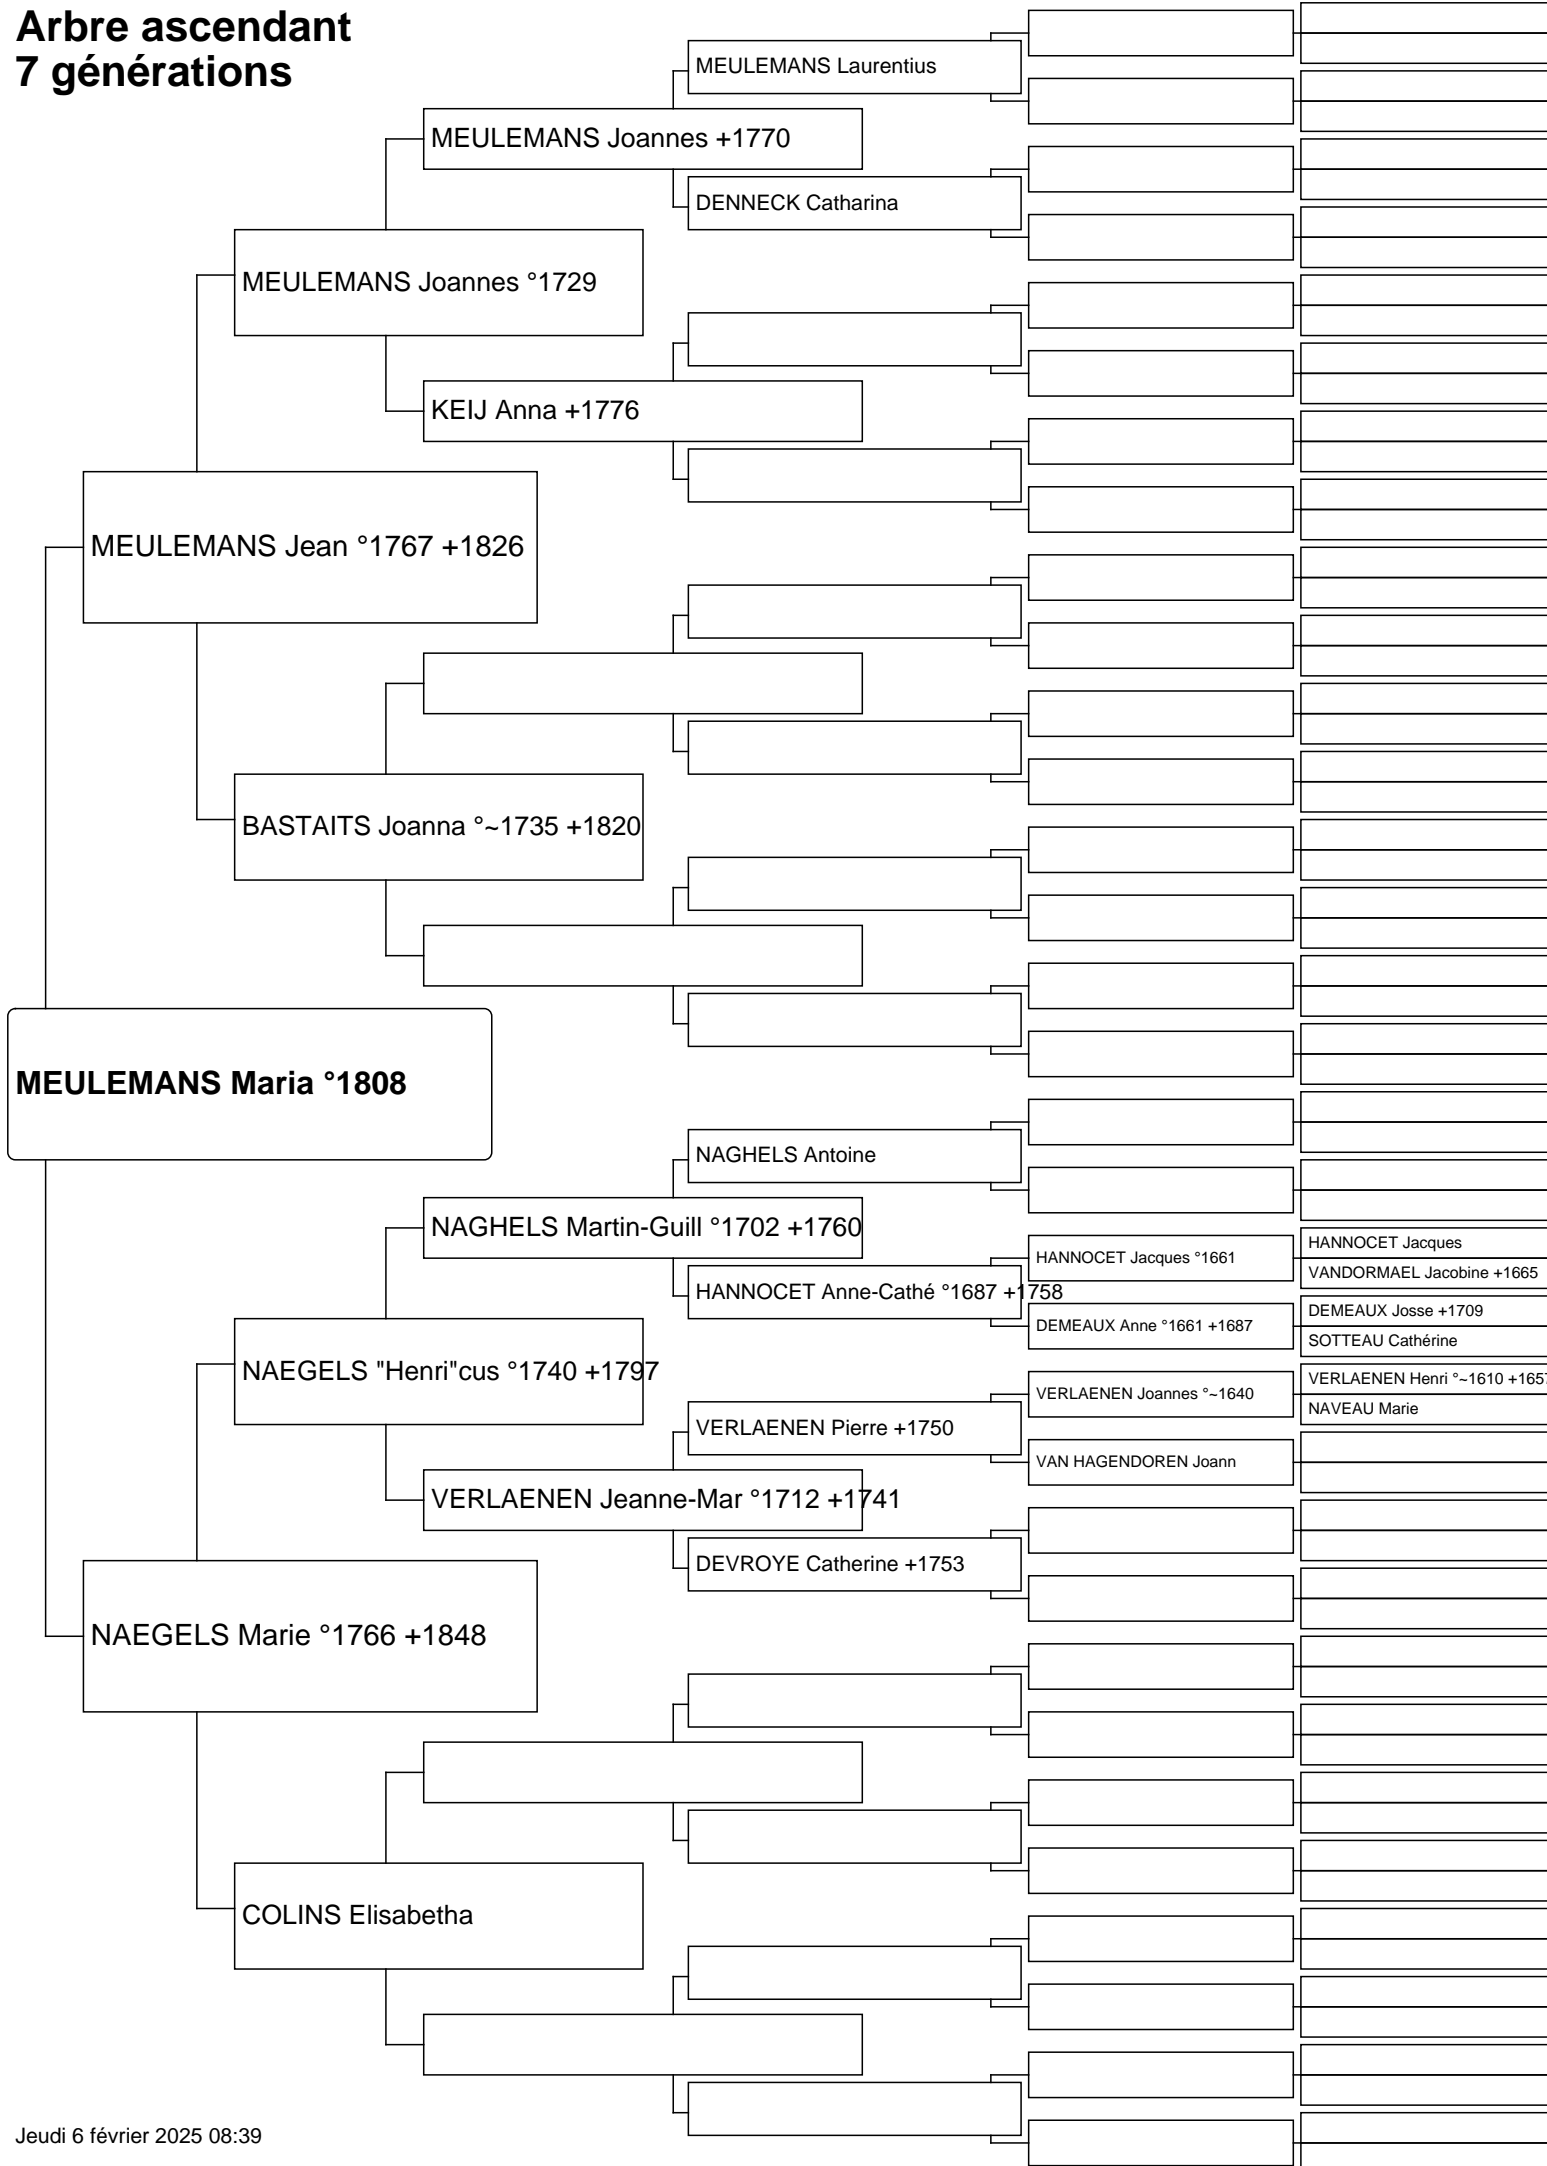 Arbre ascendant
7 générations
MEULEMANS Laurentius
MEULEMANS Joannes +1770
DENNECK Catharina
MEULEMANS Joannes °1729
KEIJ Anna +1776
MEULEMANS Jean °1767 +1826
BASTAITS Joanna °~1735 +1820
MEULEMANS Maria °1808
NAGHELS Antoine
NAGHELS Martin-Guill °1702 +1760
HANNOCET Jacques
HANNOCET Jacques °1661
VANDORMAEL Jacobine +1665
HANNOCET Anne-Cathé °1687 +1758
DEMEAUX Josse +1709
DEMEAUX Anne °1661 +1687
SOTTEAU Cathérine
NAEGELS "Henri"cus °1740 +1797
VERLAENEN Henri °~1610 +1657
VERLAENEN Joannes °~1640
NAVEAU Marie
VERLAENEN Pierre +1750
VAN HAGENDOREN Joann
VERLAENEN Jeanne-Mar °1712 +1741
DEVROYE Catherine +1753
NAEGELS Marie °1766 +1848
COLINS Elisabetha
Jeudi 6 février 2025 08:39